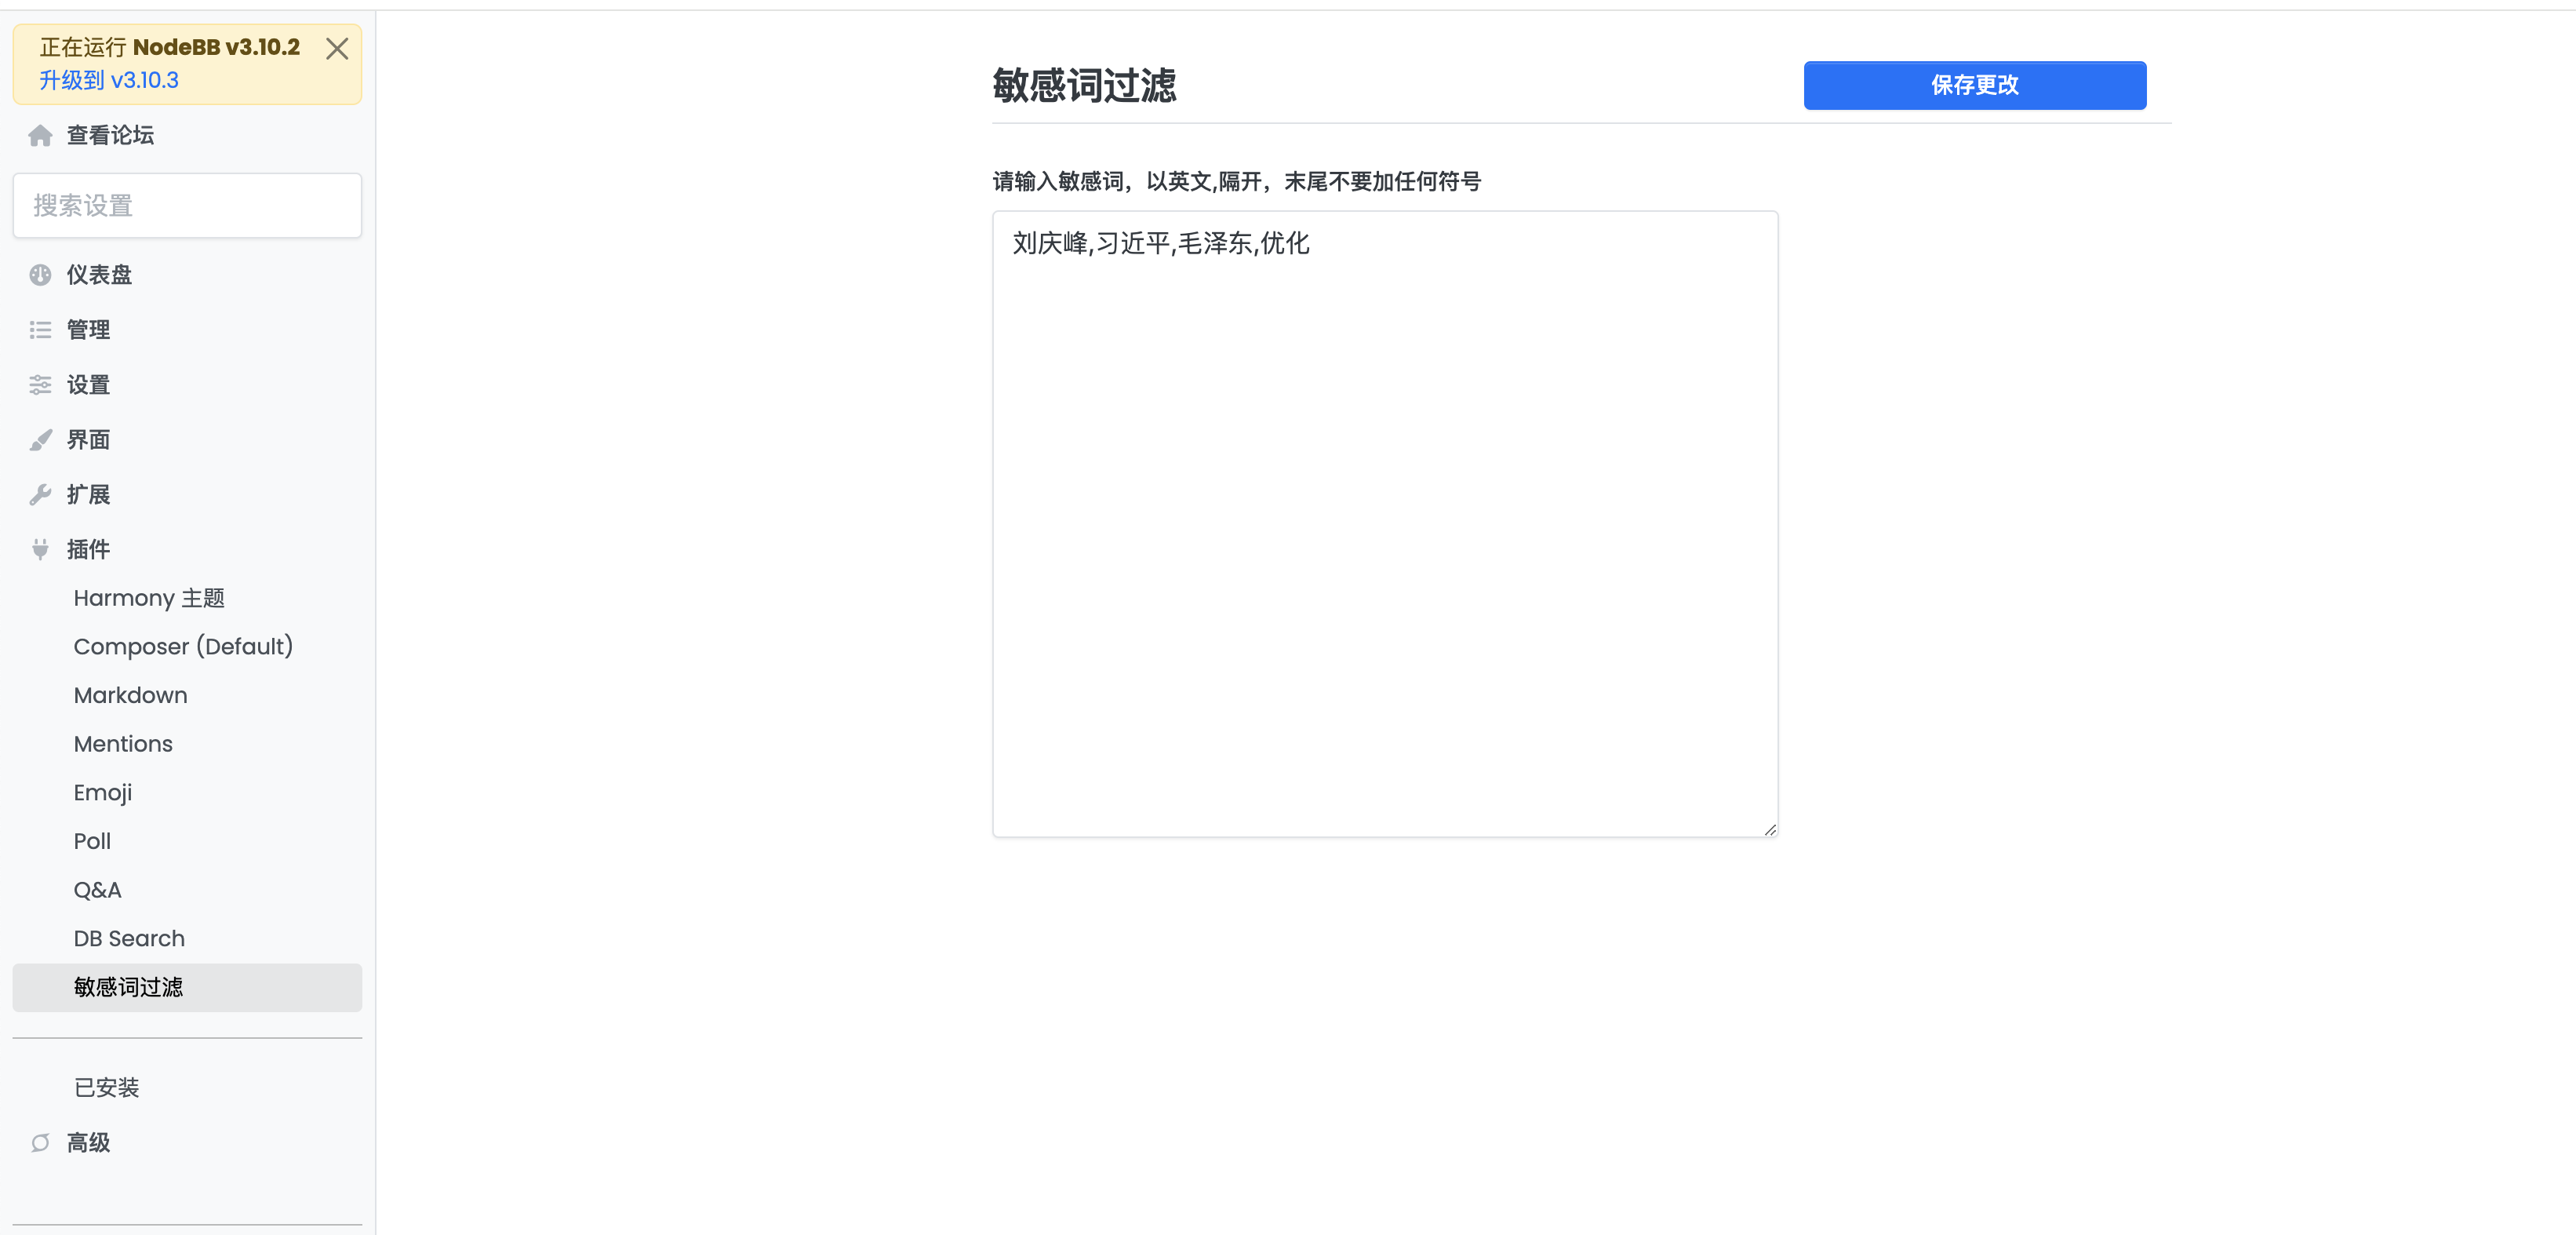 正在运行 NodeBB v3.10.2
升级到 v3.10.3
查看论坛
搜索设置
仪表盘
管理
设置
界面
扩展
插件
Harmony 主题
Composer (Default)
Markdown
Mentions
Emoji
Poll
Q&A
DB Search
敏感词过滤
已安装
高级
敏感词过滤
保存更改
请输入敏感词，以英文,隔开，末尾不要加任何符号
刘庆峰,习近平,毛泽东,优化